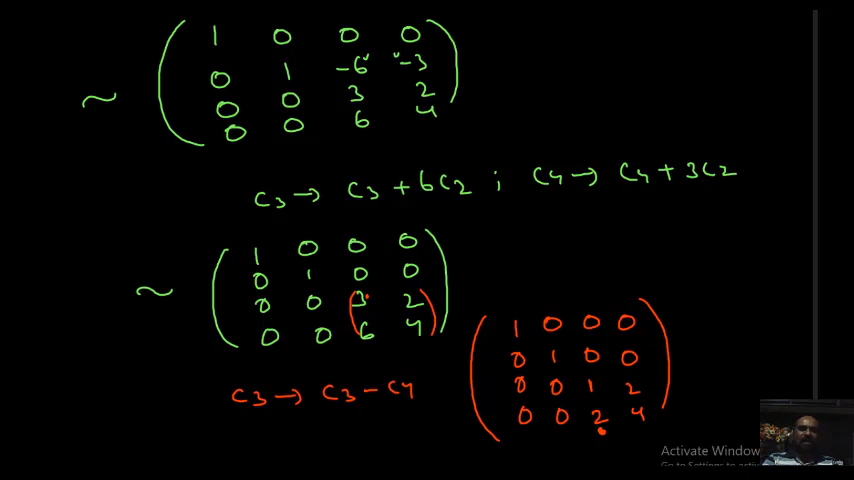 1 0 0 0
0 1 -6 -3
~ 0 0 3 2
0 0 6 4
C3 → C3 + 6C2 ; C4 → C4 + 3C2
1 0 0 0
0 1 0 0
~ 0 0 3 2
0 0 6 4
C3 → C3 - C4
1 0 0 0
0 1 0 0
0 0 1 2
0 0 2 4
Activate Window